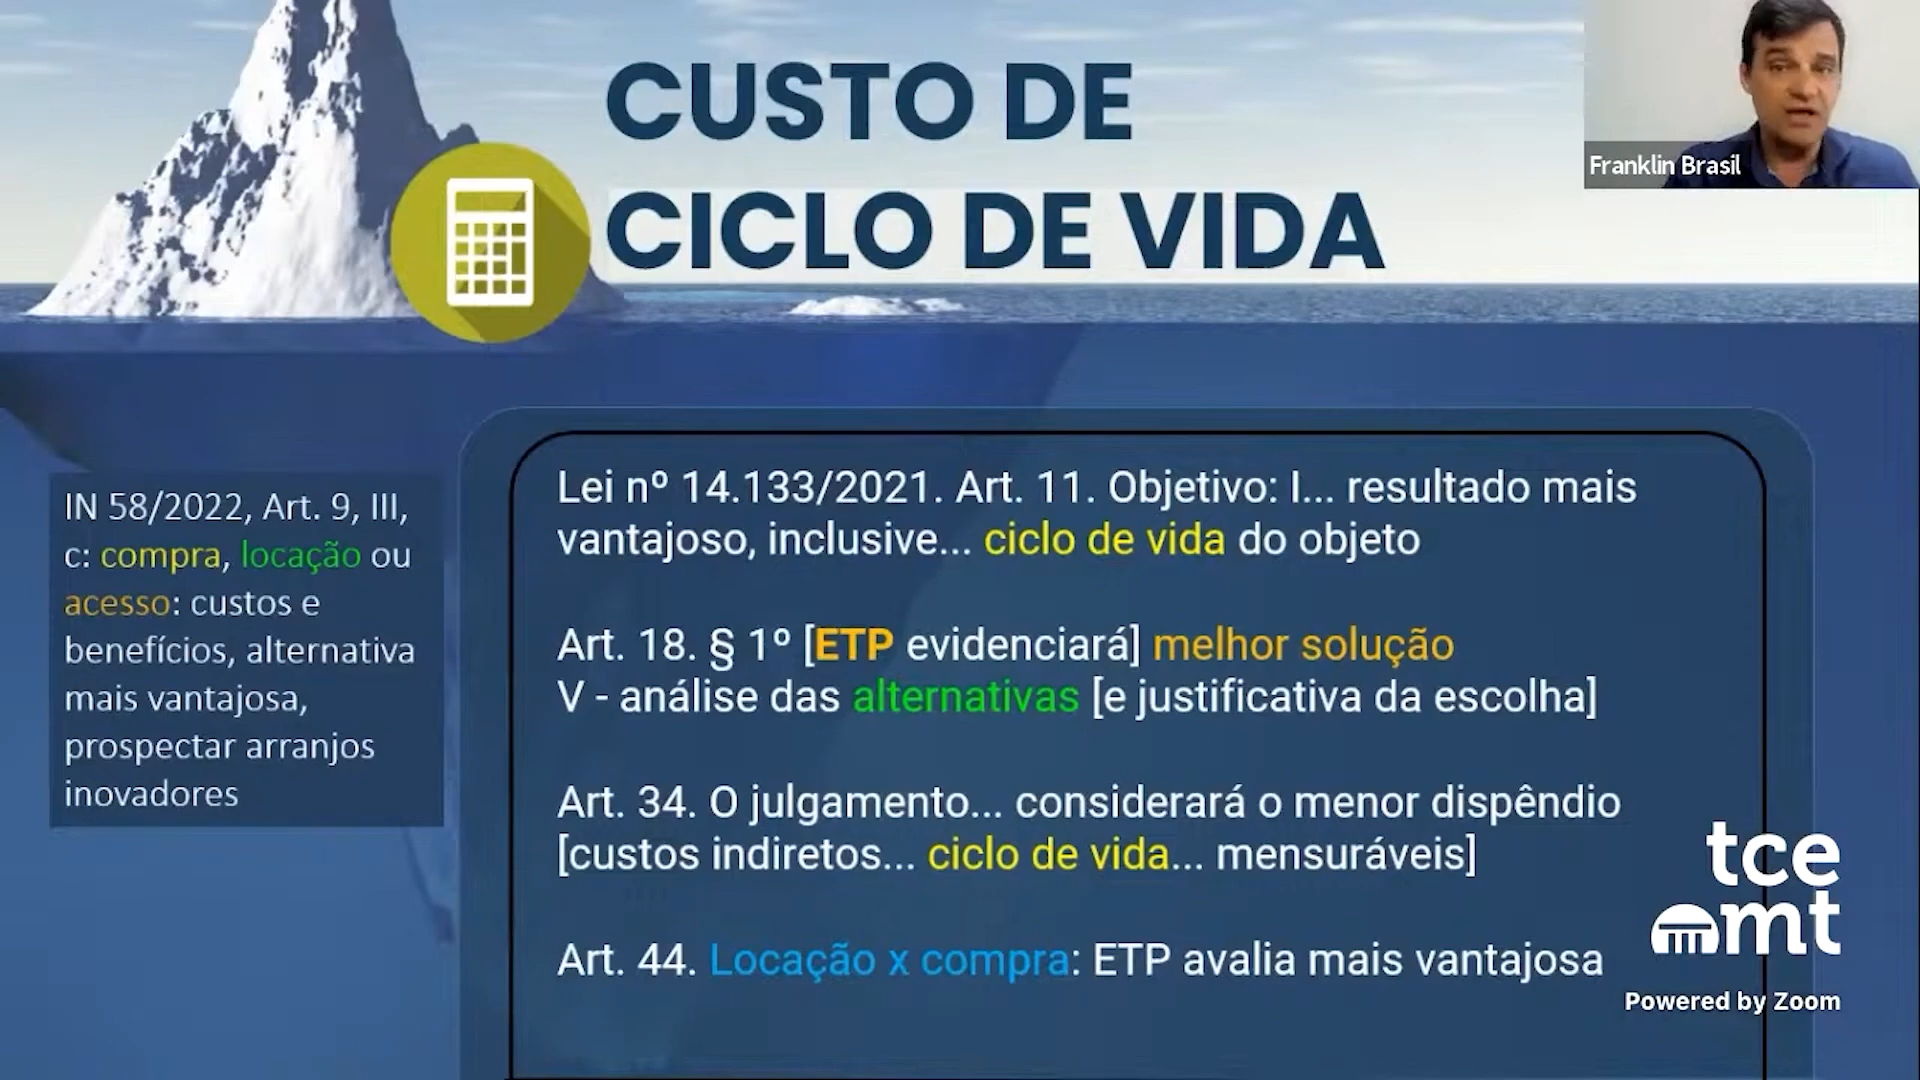 CUSTO DE
CICLO DE VIDA
Franklin Brasil
IN 58/2022, Art. 9, III,
c: compra, locação ou
acesso: custos e
benefícios, alternativa
mais vantajosa,
prospectar arranjos
inovadores
Lei nº 14.133/2021. Art. 11. Objetivo: I... resultado mais
vantajoso, inclusive... ciclo de vida do objeto
Art. 18. § 1º [ETP evidenciará] melhor solução
V - análise das alternativas [e justificativa da escolha]
Art. 34. O julgamento... considerará o menor dispêndio
[custos indiretos... ciclo de vida... mensuráveis]
Art. 44. Locação x compra: ETP avalia mais vantajosa
tce
mt
Powered by Zoom